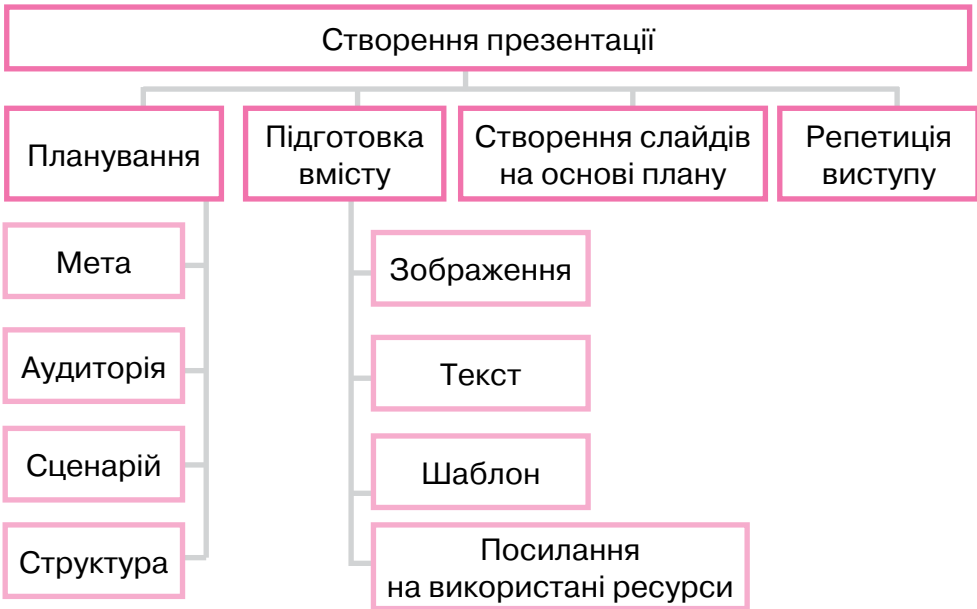 Створення презентації
Планування
Підготовка
вмісту
Створення слайдів
на основі плану
Репетиція
виступу
Мета
Аудиторія
Сценарій
Структура
Зображення
Текст
Шаблон
Посилання
на використані ресурси